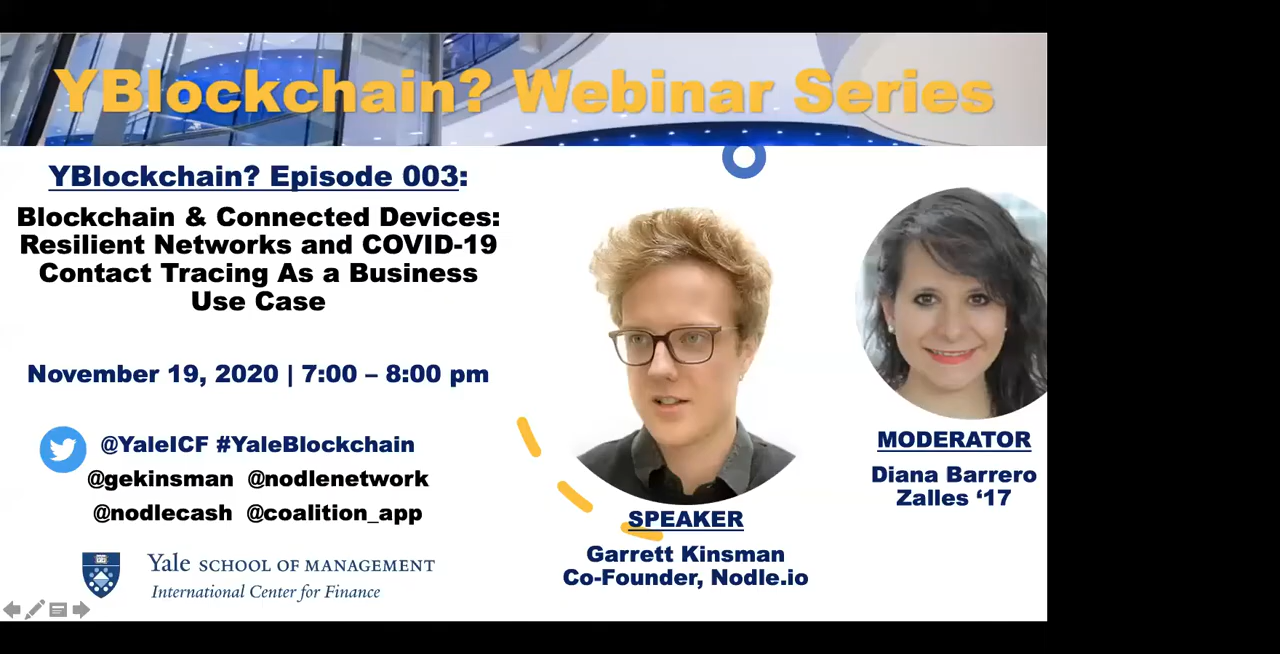 YBlockchain? Webinar Series
YBlockchain? Episode 003:
Blockchain & Connected Devices:
Resilient Networks and COVID-19
Contact Tracing As a Business
Use Case
November 19, 2020 | 7:00 – 8:00 pm
@YaleICF #YaleBlockchain
@gekinsman @nodlenetwork
@nodlecash @coalition_app
Yale SCHOOL OF MANAGEMENT
International Center for Finance
SPEAKER
Garrett Kinsman
Co-Founder, Nodle.io
MODERATOR
Diana Barrero
Zalles ‘17